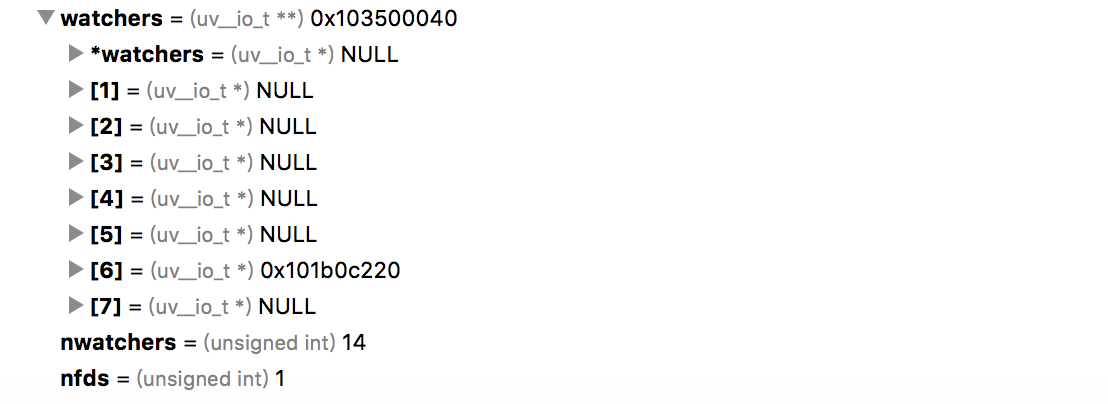 watchers = (uv__io_t **) 0x103500040
*watchers = (uv__io_t *) NULL
[1] = (uv__io_t *) NULL
[2] = (uv__io_t *) NULL
[3] = (uv__io_t *) NULL
[4] = (uv__io_t *) NULL
[5] = (uv__io_t *) NULL
[6] = (uv__io_t *) 0x101b0c220
[7] = (uv__io_t *) NULL
nwatchers = (unsigned int) 14
nfds = (unsigned int) 1